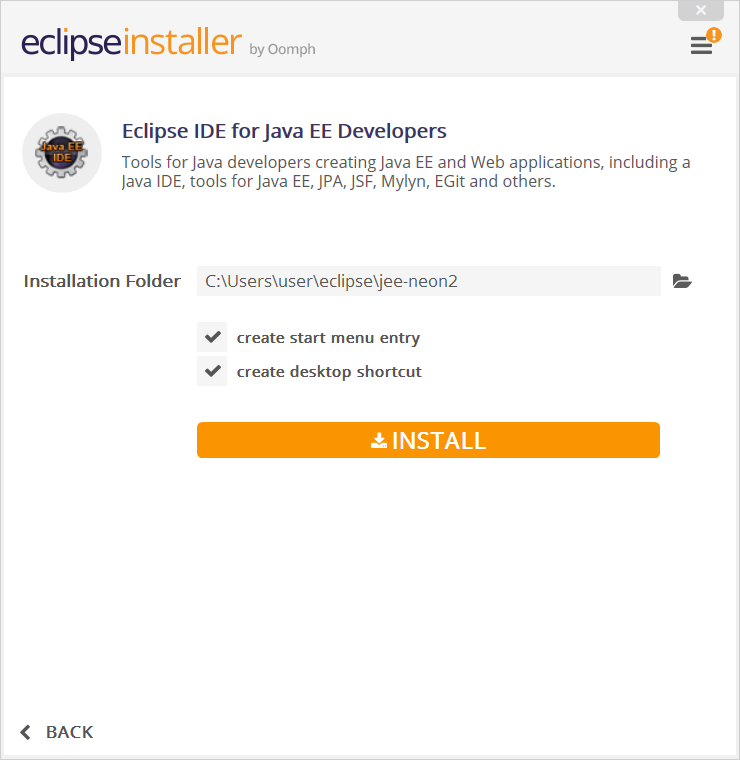 eclipseinstaller by Oomph
!
Java EE
IDE
Eclipse IDE for Java EE Developers
Tools for Java developers creating Java EE and Web applications, including a
Java IDE, tools for Java EE, JPA, JSF, Mylyn, EGit and others.
Installation Folder C:\Users\user\eclipse\jee-neon2
create start menu entry
create desktop shortcut
INSTALL
BACK